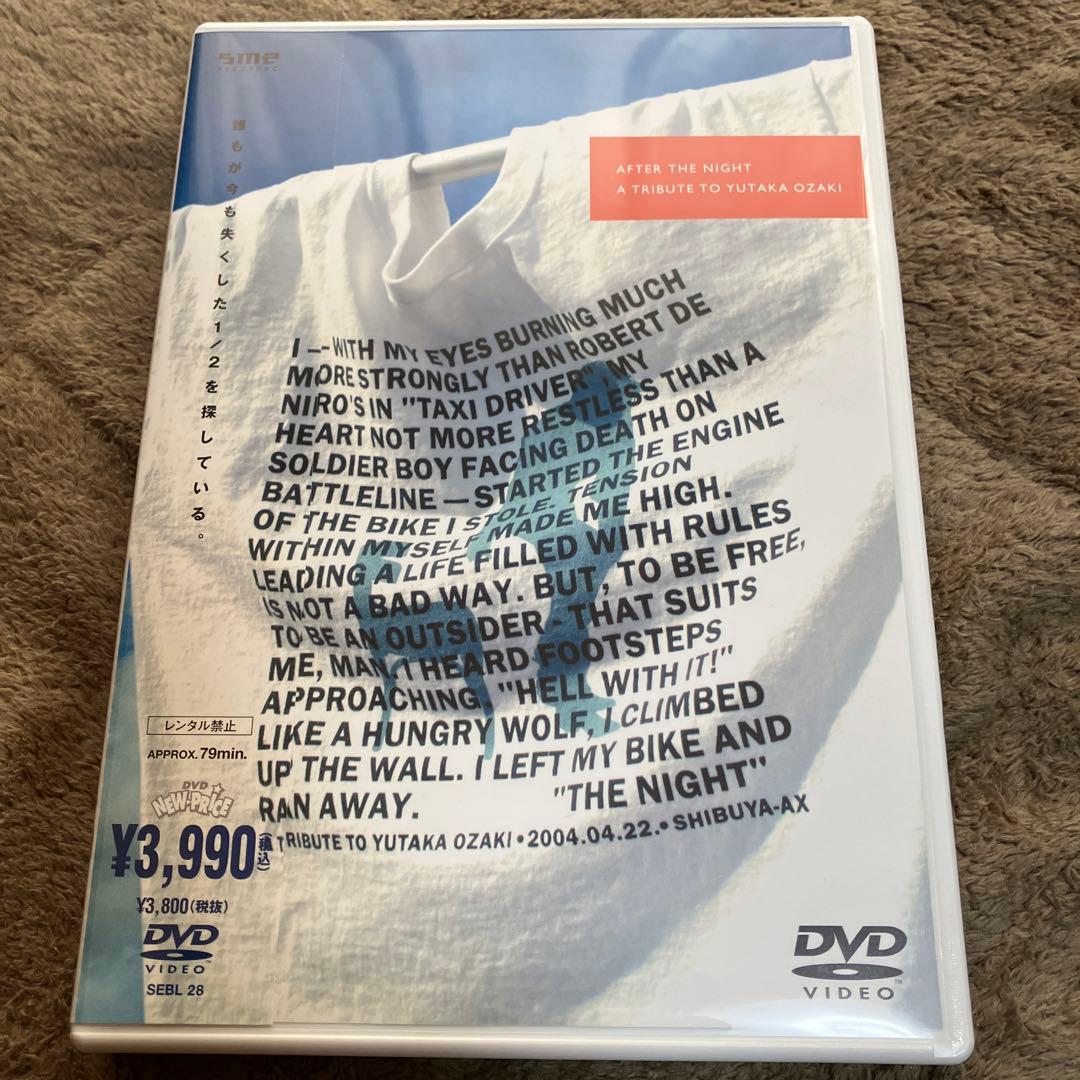 sme
RECORDS
誰もが今も失くした1/2を探している。
AFTER THE NIGHT
A TRIBUTE TO YUTAKA OZAKI
I -- WITH MY EYES BURNING MUCH
MORE STRONGLY THAN ROBERT DE
NIRO'S IN "TAXI DRIVER", MY
HEART NOT MORE RESTLESS THAN A
SOLDIER BOY FACING DEATH ON
BATTLELINE — STARTED THE ENGINE
OF THE BIKE I STOLE. TENSION
WITHIN MYSELF MADE ME HIGH.
LEADING A LIFE FILLED WITH RULES
IS NOT A BAD WAY. BUT, TO BE FREE,
TO BE AN OUTSIDER - THAT SUITS
ME, MAN. I HEARD FOOTSTEPS
APPROACHING. "HELL WITH IT!"
LIKE A HUNGRY WOLF, I CLIMBED
UP THE WALL. I LEFT MY BIKE AND
RAN AWAY. "THE NIGHT"
TRIBUTE TO YUTAKA OZAKI • 2004.04.22. • SHIBUYA-AX
レンタル禁止
APPROX. 79min.
DVD
NEW-PRICE
¥3,990(税込)
¥3,800(税抜)
DVD
VIDEO
SEBL 28
DVD
VIDEO
TM